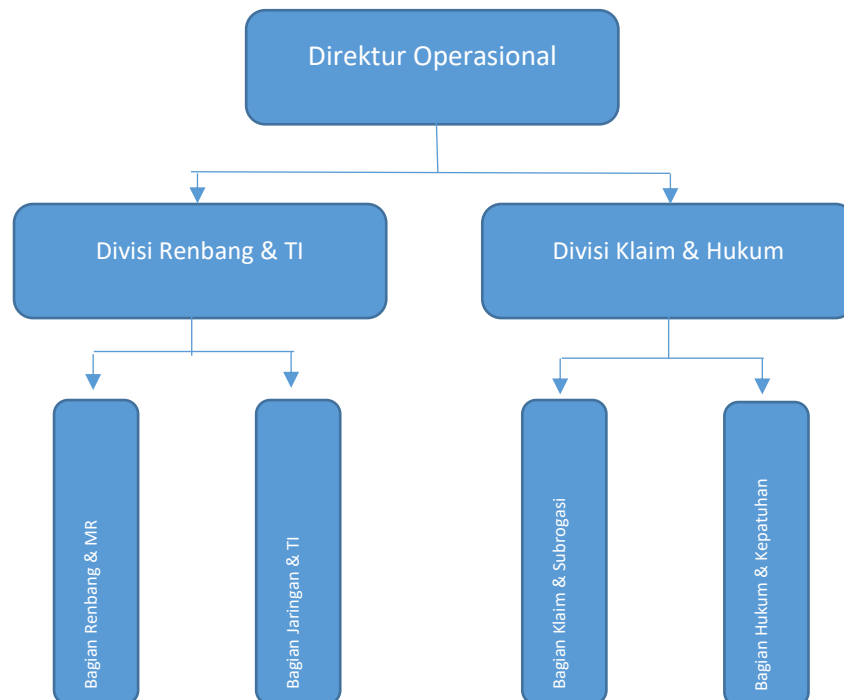 Direktur Operasional
Divisi Renbang & TI
Divisi Klaim & Hukum
Bagian Renbang & MR
Bagian Jaringan & TI
Bagian Klaim & Subrogasi
Bagian Hukum & Kepatuhan